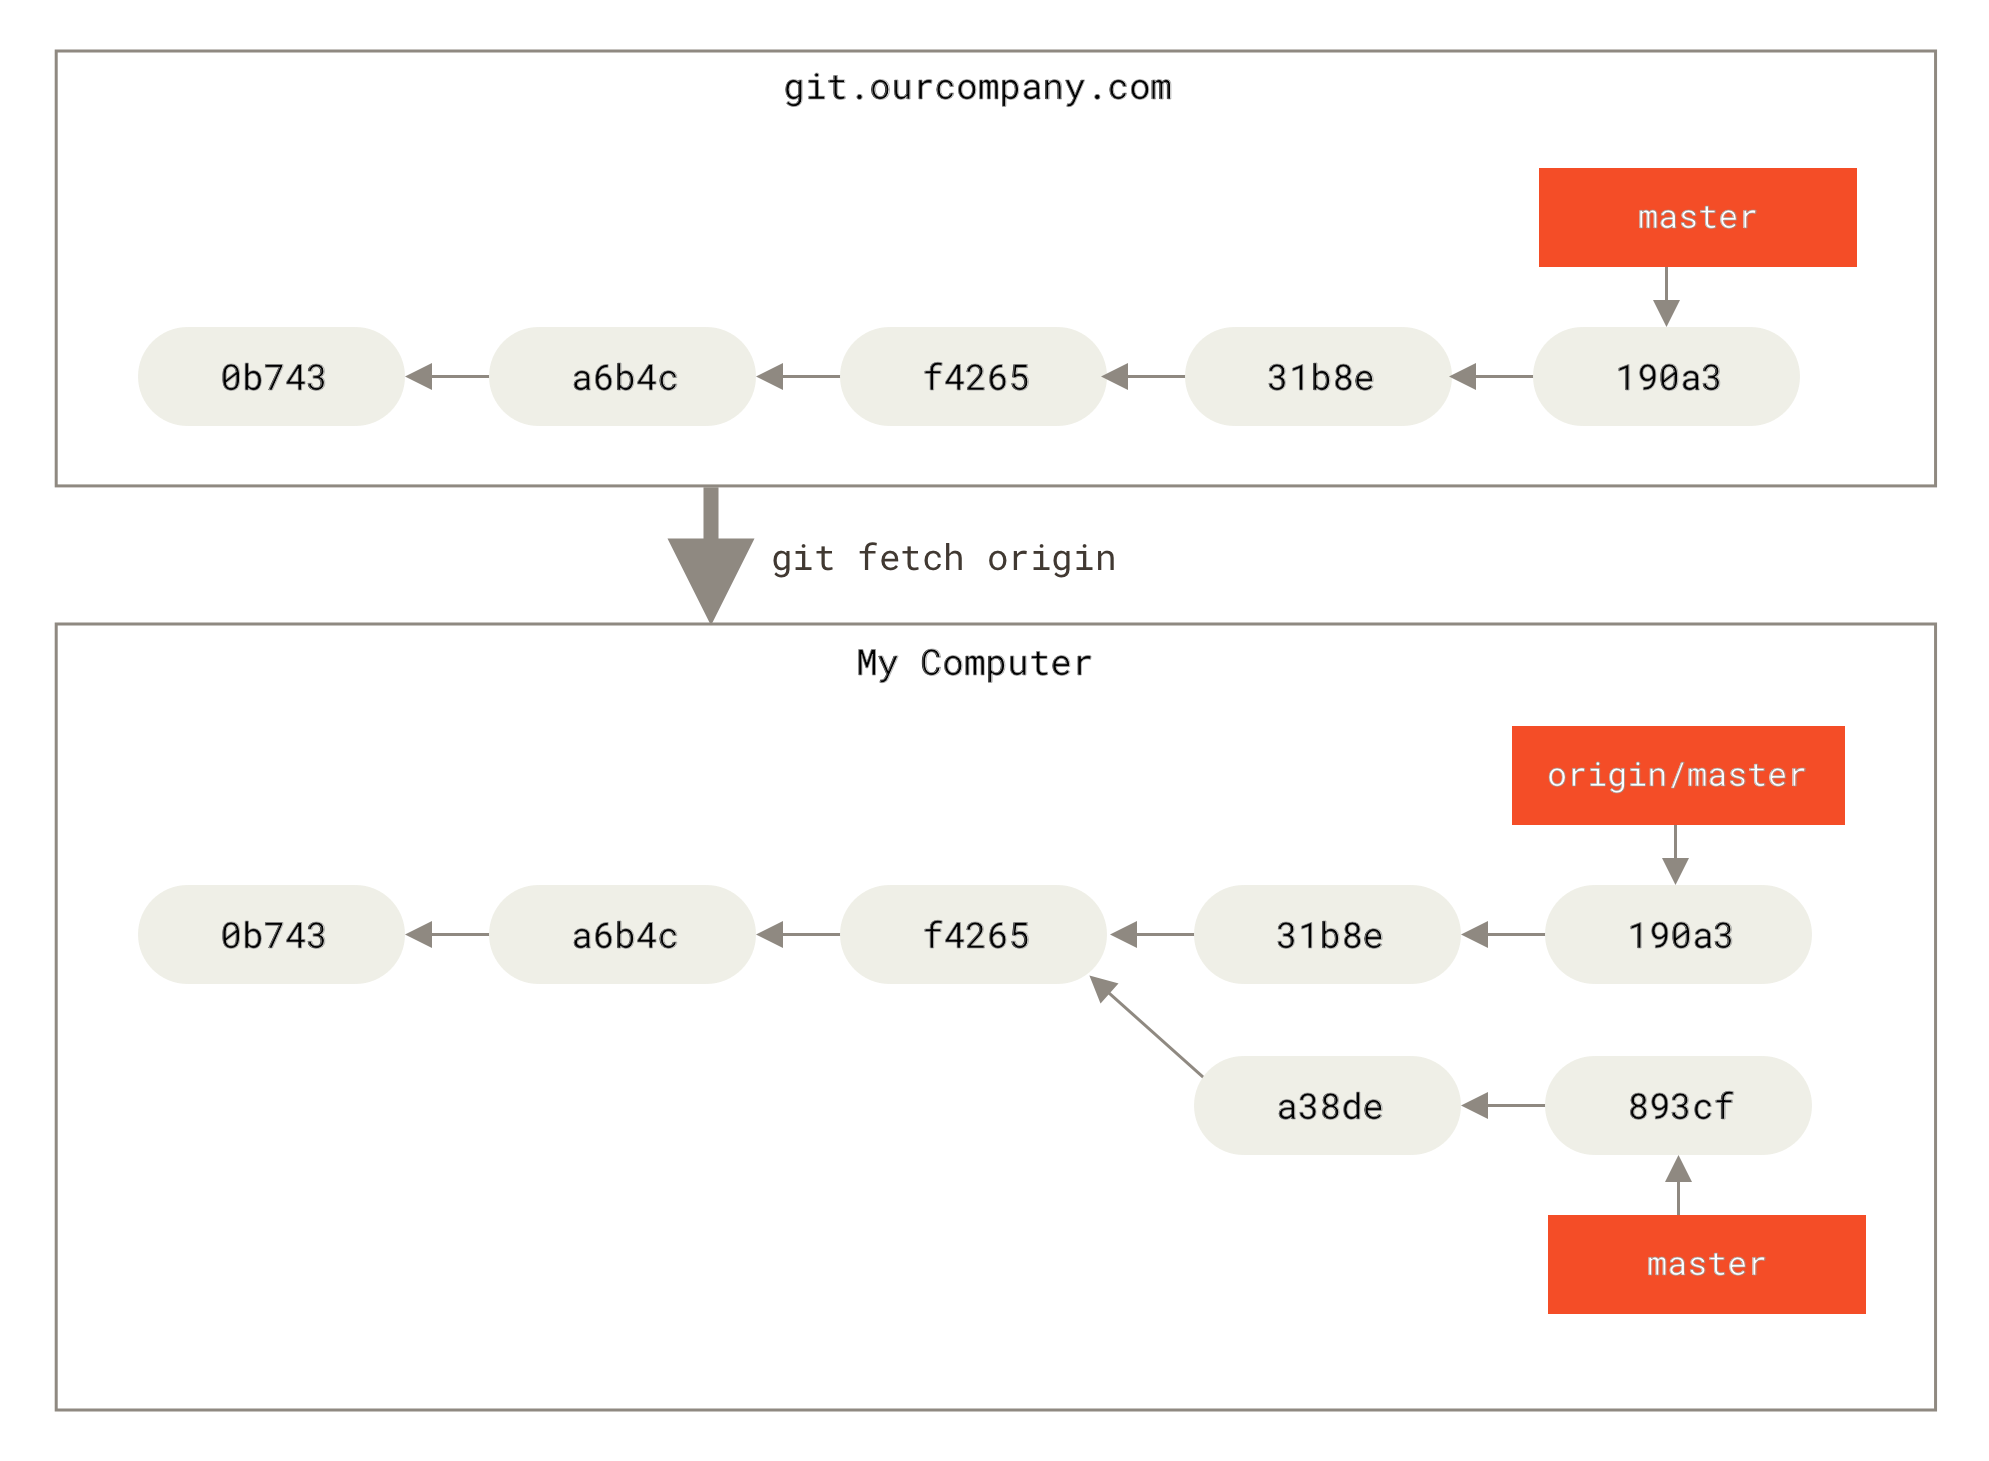 git.ourcompany.com
master
0b743
a6b4c
f4265
31b8e
190a3
git fetch origin
My Computer
origin/master
0b743
a6b4c
f4265
31b8e
190a3
a38de
893cf
master